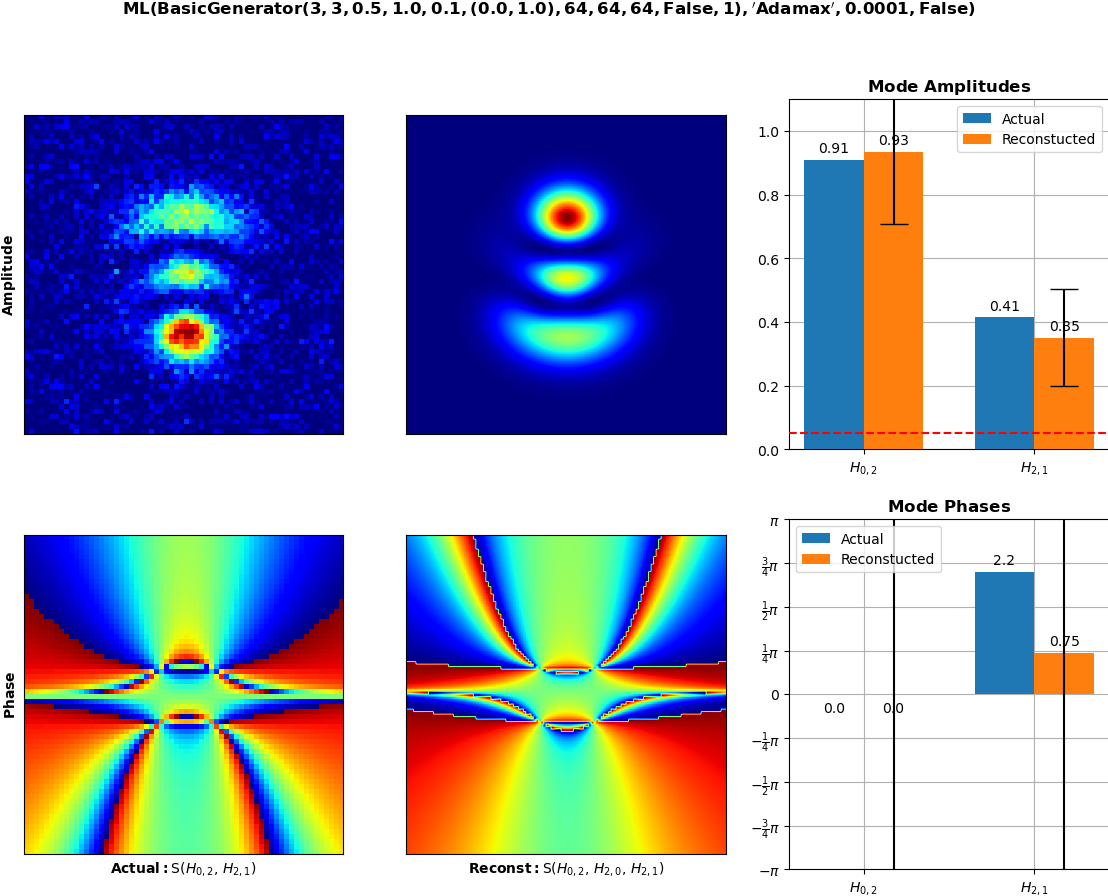 ML(BasicGenerator(3, 3, 0.5, 1.0, 0.1, (0.0, 1.0), 64, 64, 64, False, 1), 'Adamax', 0.0001, False)
Amplitude
Mode Amplitudes
Actual
Reconstucted
1.0
0.8
0.6
0.4
0.2
0.0
0.91
0.93
0.41
0.35
H0, 2
H2, 1
Phase
Actual: S(H0, 2, H2, 1)
Reconst: S(H0, 2, H2, 0, H2, 1)
Mode Phases
Actual
Reconstucted
π
3/4π
1/2π
1/4π
0
−1/4π
−1/2π
−3/4π
−π
0.0
0.0
2.2
0.75
H0, 2
H2, 1